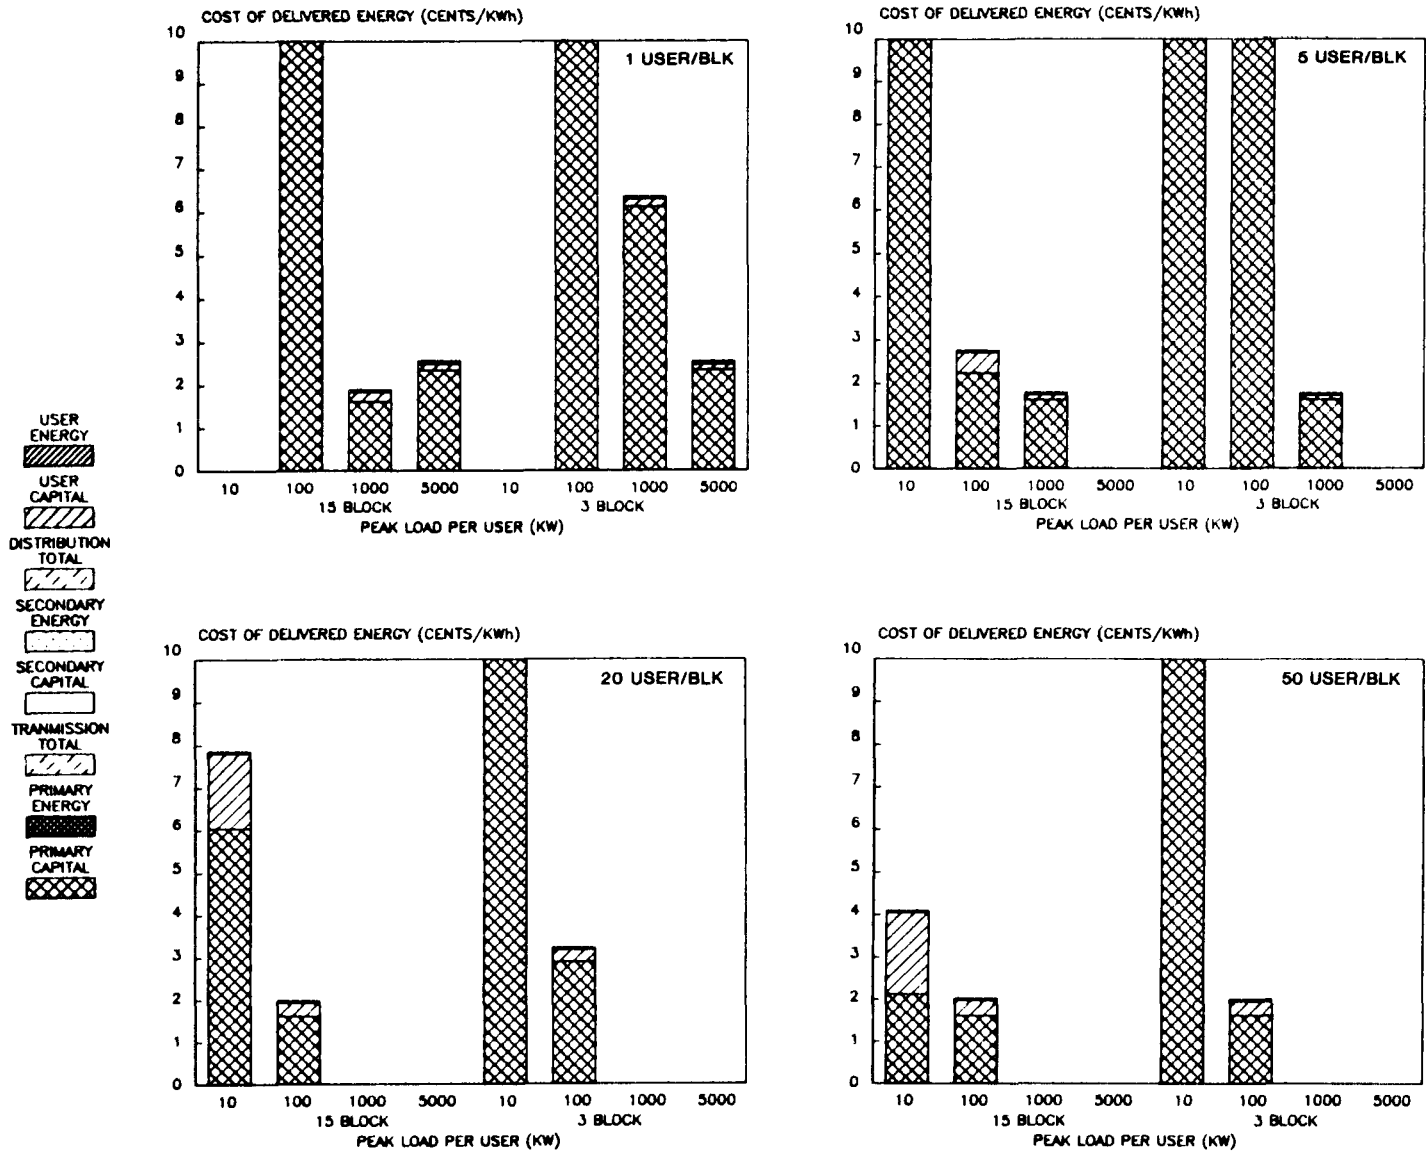 COST OF DELIVERED ENERGY (CENTS/KWh)
1 USER/BLK
10
9
8
7
6
5
4
3
2
1
0
10 100 1000 5000 10 100 1000 5000
15 BLOCK 3 BLOCK
PEAK LOAD PER USER (KW)
COST OF DELIVERED ENERGY (CENTS/KWh)
5 USER/BLK
10
9
8
7
6
5
4
3
2
1
0
10 100 1000 5000 10 100 1000 5000
15 BLOCK 3 BLOCK
PEAK LOAD PER USER (KW)
USER
ENERGY
USER
CAPITAL
DISTRIBUTION
TOTAL
SECONDARY
ENERGY
SECONDARY
CAPITAL
TRANMISSION
TOTAL
PRIMARY
ENERGY
PRIMARY
CAPITAL
COST OF DELIVERED ENERGY (CENTS/KWh)
20 USER/BLK
10
9
8
7
6
5
4
3
2
1
0
10 100 1000 5000 10 100 1000 5000
15 BLOCK 3 BLOCK
PEAK LOAD PER USER (KW)
COST OF DELIVERED ENERGY (CENTS/KWh)
50 USER/BLK
10
9
8
7
6
5
4
3
2
1
0
10 100 1000 5000 10 100 1000 5000
15 BLOCK 3 BLOCK
PEAK LOAD PER USER (KW)